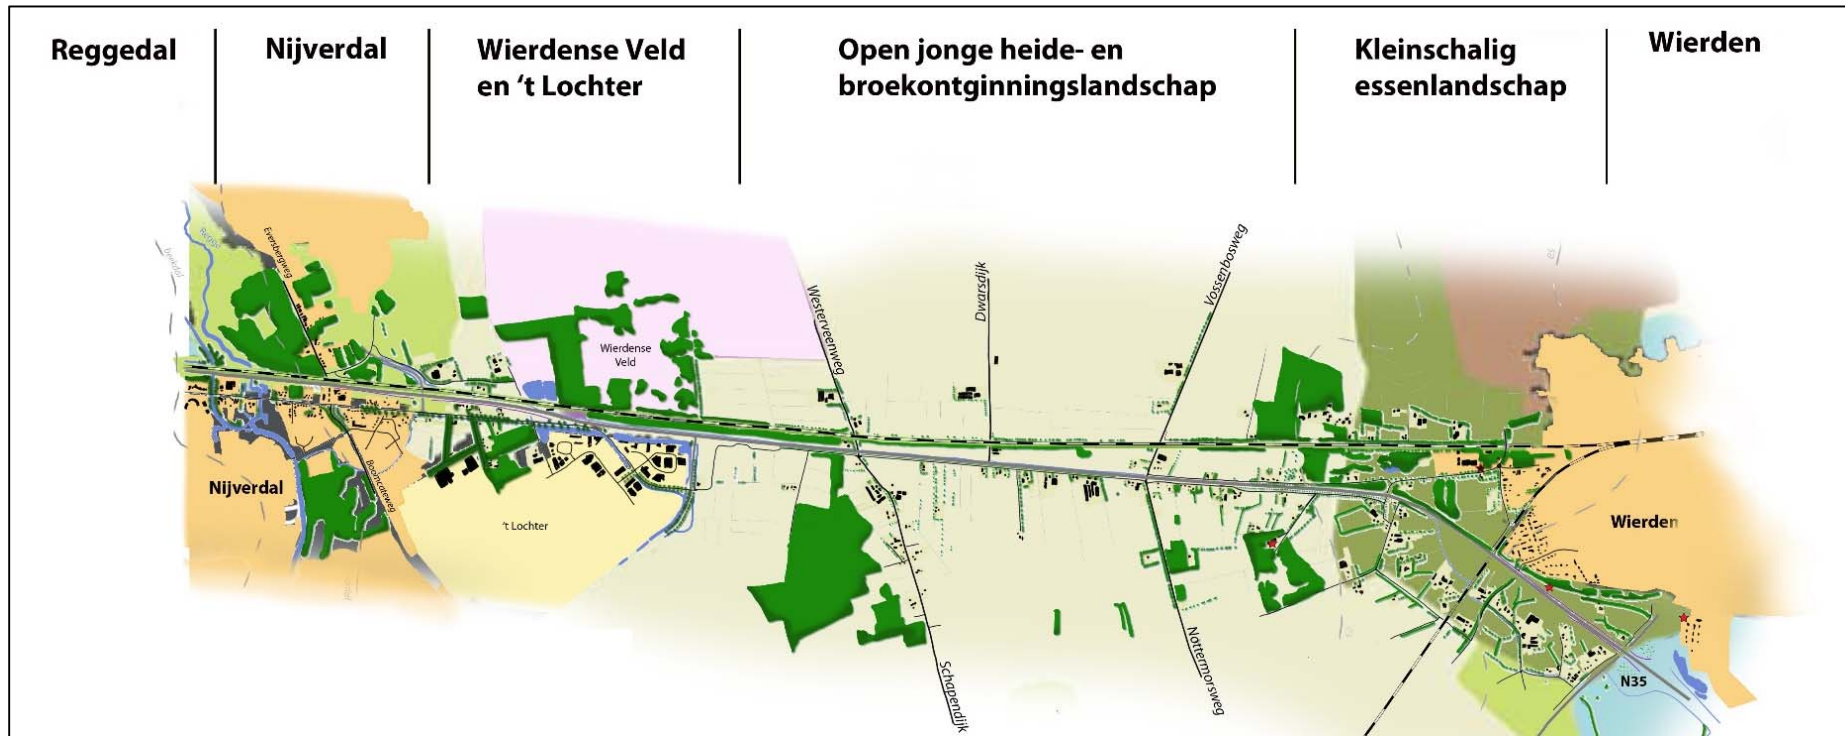 Reggedal
Nijverdal
Wierdense Veld
en ‘t Lochter
Open jonge heide- en
broekontginningslandschap
Kleinschalig
essenlandschap
Wierden
Regge
Eversbergweg
Wierdense
Veld
Westerveenweg
Dwarsdijk
Vossenbosweg
Nijverdal
Boomcateweg
‘t Lochter
Schapendijk
Nottermorsweg
Wierden
N35